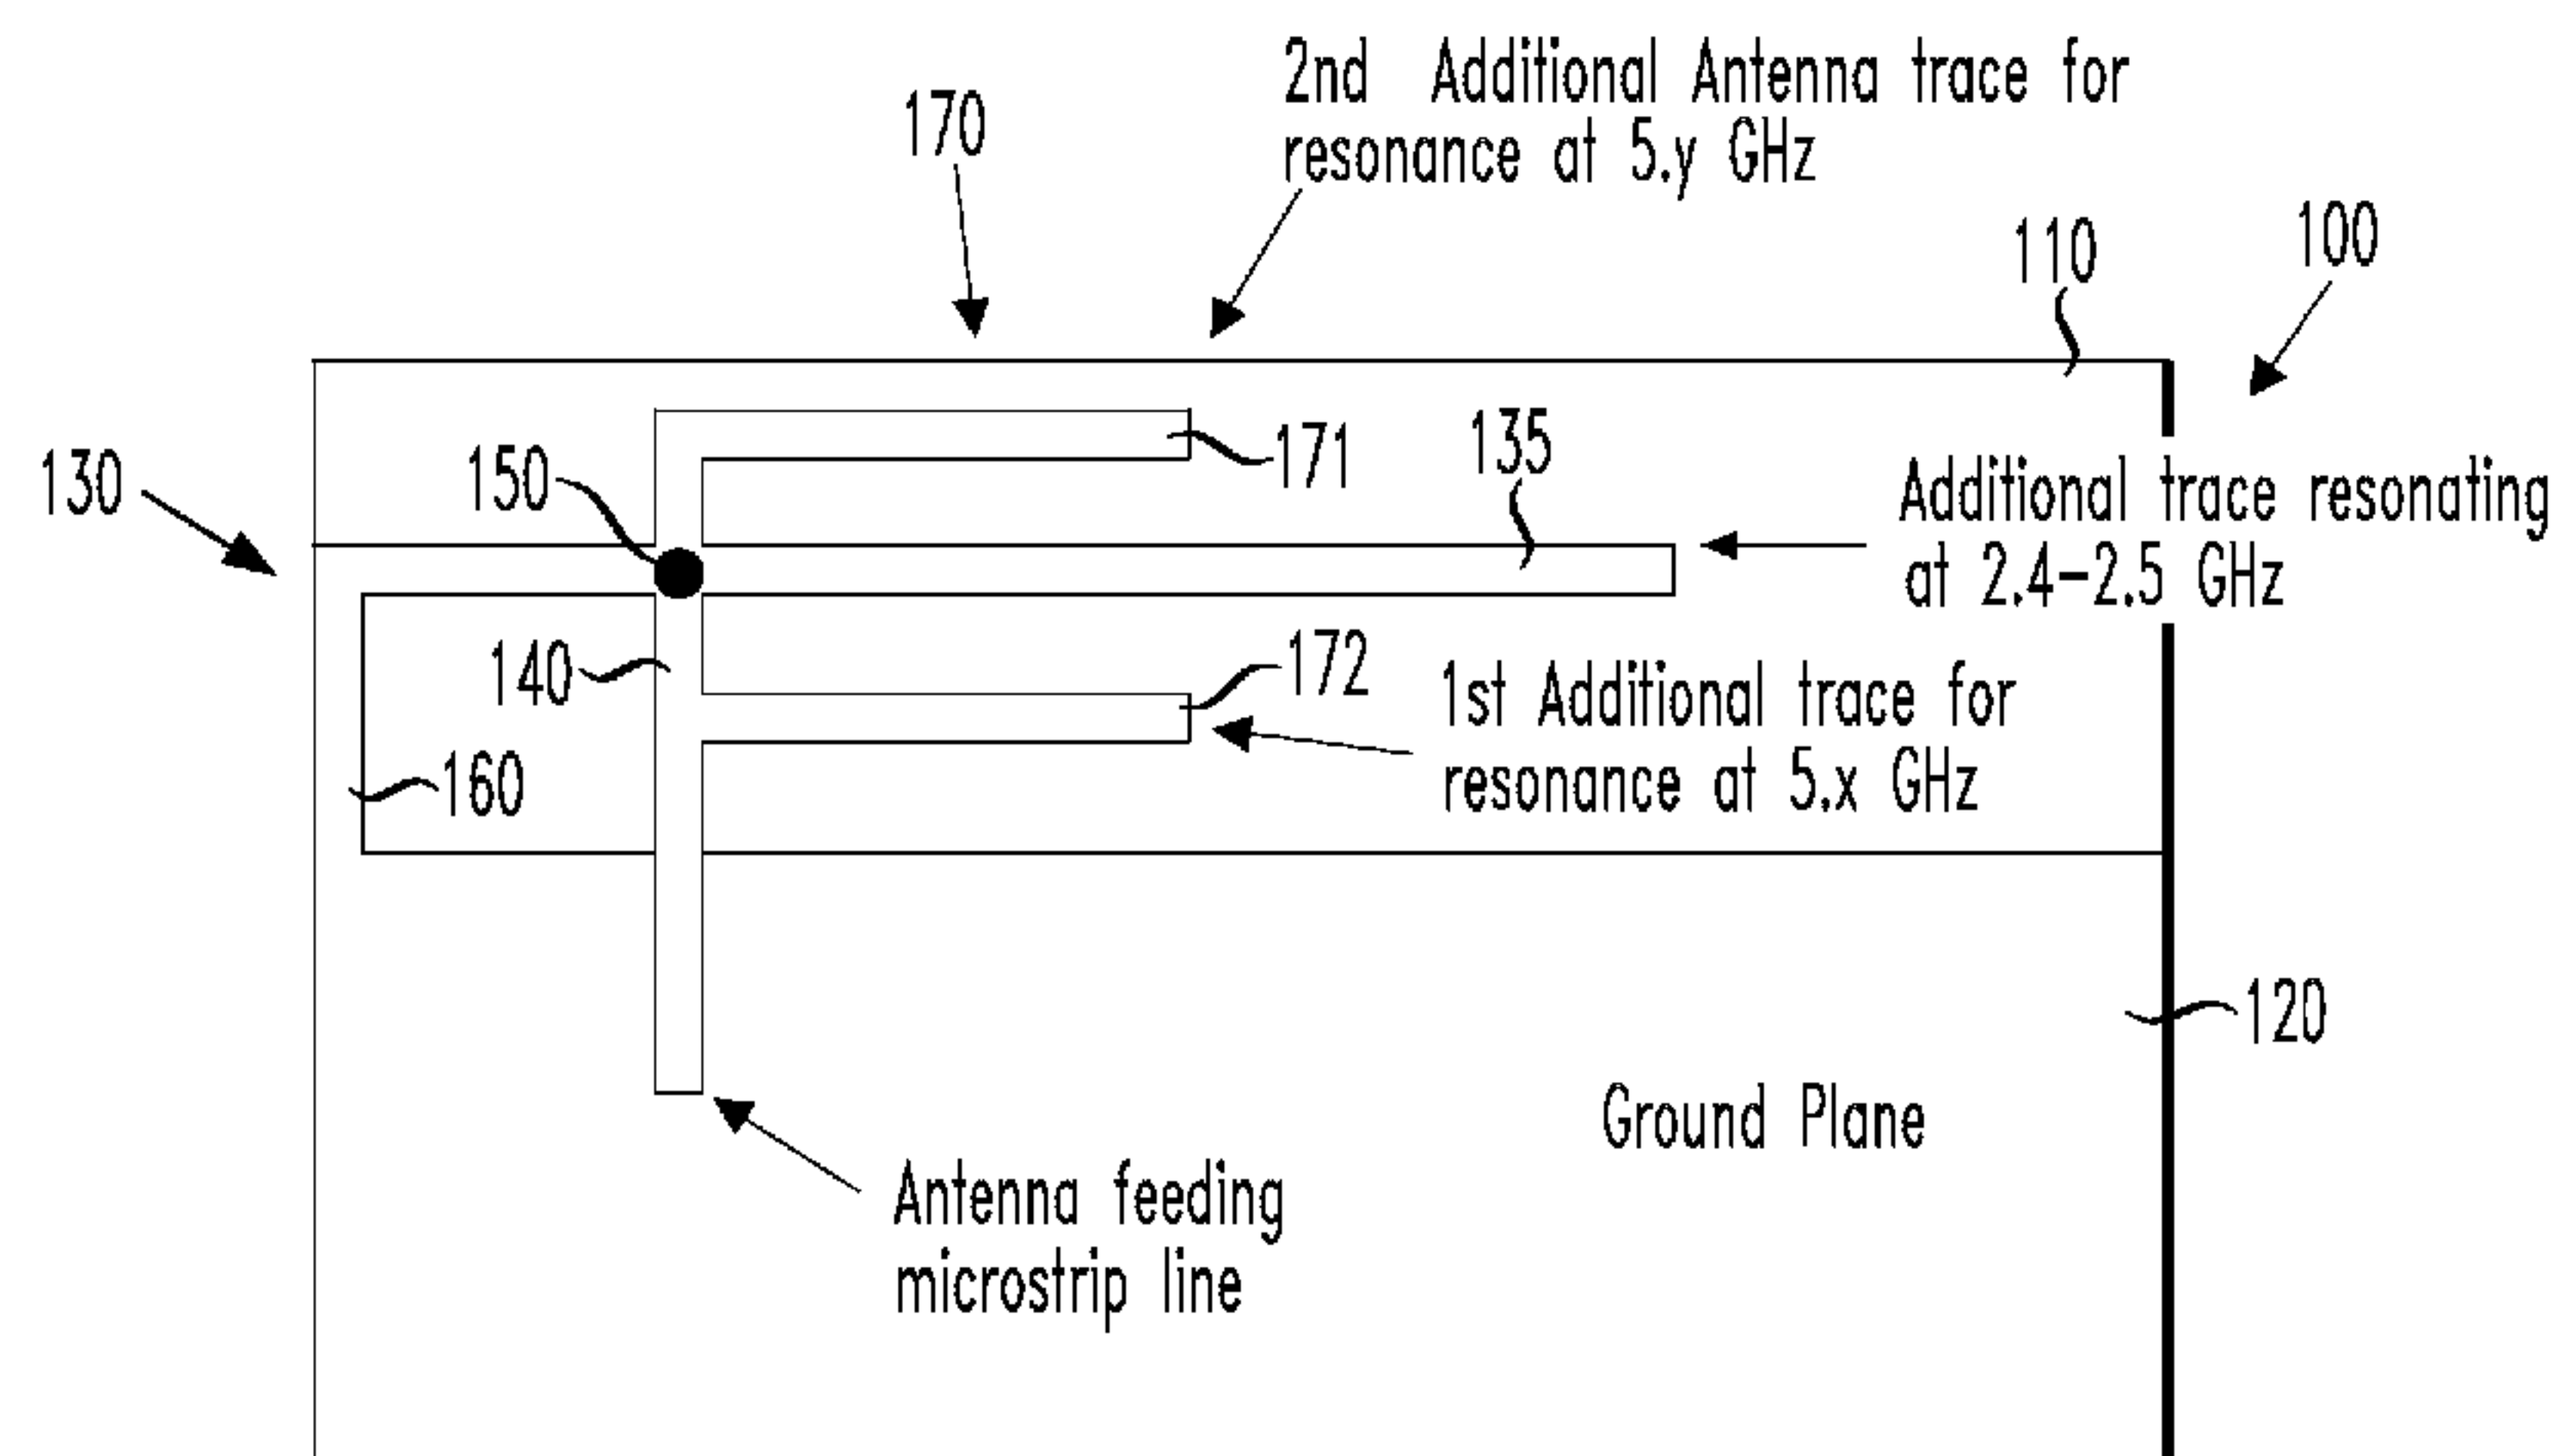 170
2nd Additional Antenna trace for
resonance at 5.y GHz
110
100
130
150
171
135
Additional trace resonating
at 2.4-2.5 GHz
140
172
1st Additional trace for
resonance at 5.x GHz
160
120
Ground Plane
Antenna feeding
microstrip line